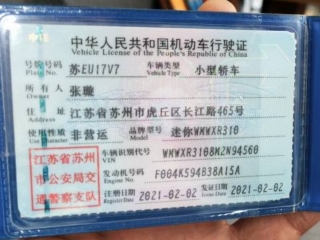 中华人民共和国机动车行驶证
Vehicle License of the People's Republic of China
号牌号码 苏EU17V7 车辆类型 小型轿车
Plate No. Vehicle Type
所有人 张璇
Owner
住址 江苏省苏州市虎丘区长江路465号
Address
使用性质 非营运 品牌型号 迷你WMWXR310
Use Character Model
江苏省苏州
市公安局交
通警察支队
车辆识别代号 WMWXR3108M2N94560
VIN
发动机号码 F004K594B38A15A
Engine No.
注册日期 2021-02-02 发证日期 2021-02-02
Register Date Issue Date